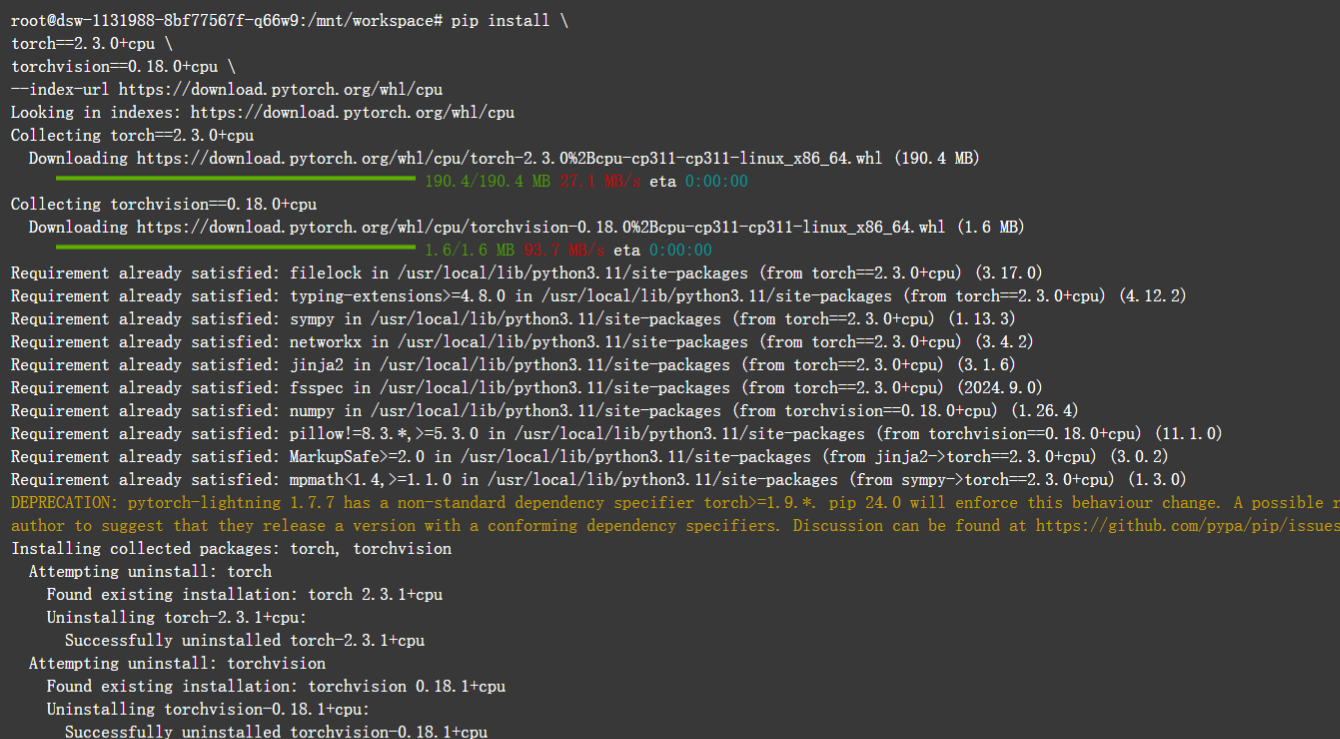 root@dsw-1131988-8bf77567f-q66w9:/mnt/workspace# pip install \
torch==2.3.0+cpu \
torchvision==0.18.0+cpu \
--index-url https://download.pytorch.org/whl/cpu
Looking in indexes: https://download.pytorch.org/whl/cpu
Collecting torch==2.3.0+cpu
  Downloading https://download.pytorch.org/whl/cpu/torch-2.3.0%2Bcpu-cp311-cp311-linux_x86_64.whl (190.4 MB)
190.4/190.4 MB 27.1 MB/s eta 0:00:00
Collecting torchvision==0.18.0+cpu
  Downloading https://download.pytorch.org/whl/cpu/torchvision-0.18.0%2Bcpu-cp311-cp311-linux_x86_64.whl (1.6 MB)
1.6/1.6 MB 93.7 MB/s eta 0:00:00
Requirement already satisfied: filelock in /usr/local/lib/python3.11/site-packages (from torch==2.3.0+cpu) (3.17.0)
Requirement already satisfied: typing-extensions>=4.8.0 in /usr/local/lib/python3.11/site-packages (from torch==2.3.0+cpu) (4.12.2)
Requirement already satisfied: sympy in /usr/local/lib/python3.11/site-packages (from torch==2.3.0+cpu) (1.13.3)
Requirement already satisfied: networkx in /usr/local/lib/python3.11/site-packages (from torch==2.3.0+cpu) (3.4.2)
Requirement already satisfied: jinja2 in /usr/local/lib/python3.11/site-packages (from torch==2.3.0+cpu) (3.1.6)
Requirement already satisfied: fsspec in /usr/local/lib/python3.11/site-packages (from torch==2.3.0+cpu) (2024.9.0)
Requirement already satisfied: numpy in /usr/local/lib/python3.11/site-packages (from torchvision==0.18.0+cpu) (1.26.4)
Requirement already satisfied: pillow!=8.3.*,>=5.3.0 in /usr/local/lib/python3.11/site-packages (from torchvision==0.18.0+cpu) (11.1.0)
Requirement already satisfied: MarkupSafe>=2.0 in /usr/local/lib/python3.11/site-packages (from jinja2->torch==2.3.0+cpu) (3.0.2)
Requirement already satisfied: mpmath<1.4,>=1.1.0 in /usr/local/lib/python3.11/site-packages (from sympy->torch==2.3.0+cpu) (1.3.0)
DEPRECATION: pytorch-lightning 1.7.7 has a non-standard dependency specifier torch>=1.9.*. pip 24.0 will enforce this behaviour change. A possible
author to suggest that they release a version with a conforming dependency specifiers. Discussion can be found at https://github.com/pypa/pip/issues
Installing collected packages: torch, torchvision
  Attempting uninstall: torch
    Found existing installation: torch 2.3.1+cpu
    Uninstalling torch-2.3.1+cpu:
      Successfully uninstalled torch-2.3.1+cpu
  Attempting uninstall: torchvision
    Found existing installation: torchvision 0.18.1+cpu
    Uninstalling torchvision-0.18.1+cpu:
      Successfully uninstalled torchvision-0.18.1+cpu